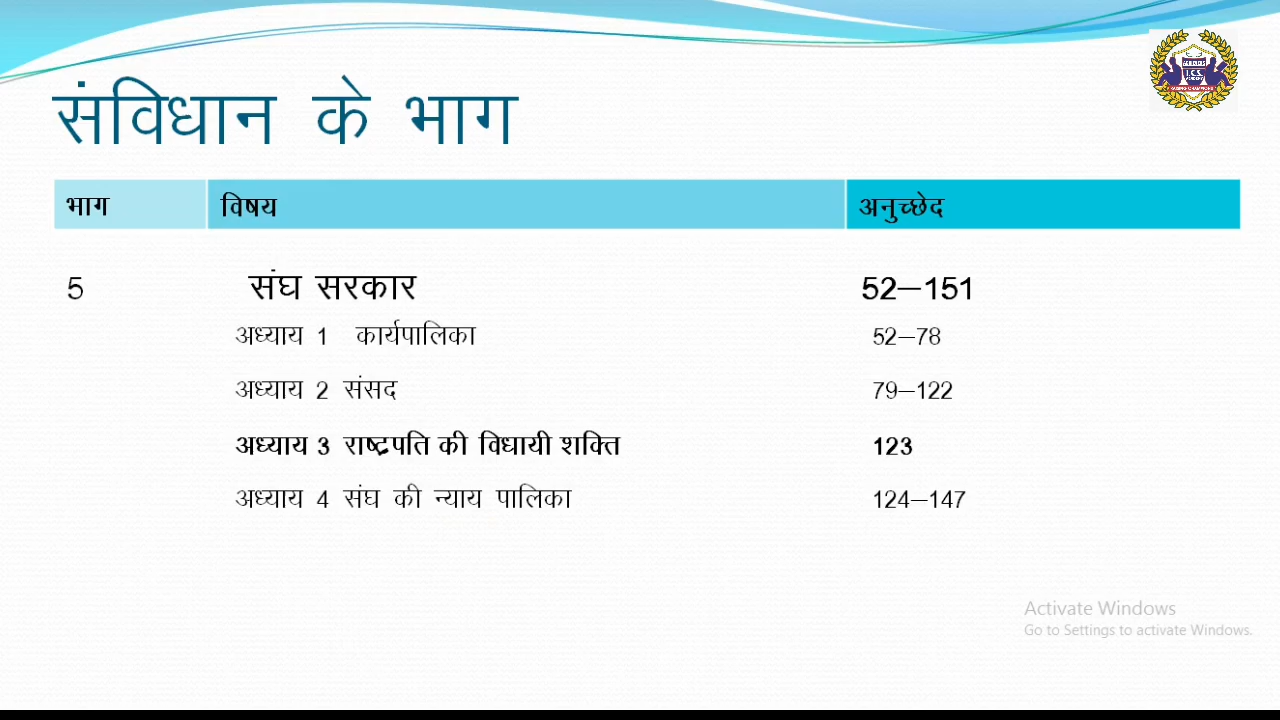 संविधान के भाग
भाग विषय अनुच्छेद
5 संघ सरकार 52–151
अध्याय 1 कार्यपालिका 52–78
अध्याय 2 संसद 79–122
अध्याय 3 राष्ट्रपति की विधायी शक्ति 123
अध्याय 4 संघ की न्याय पालिका 124–147
Activate Windows
Go to Settings to activate Windows.